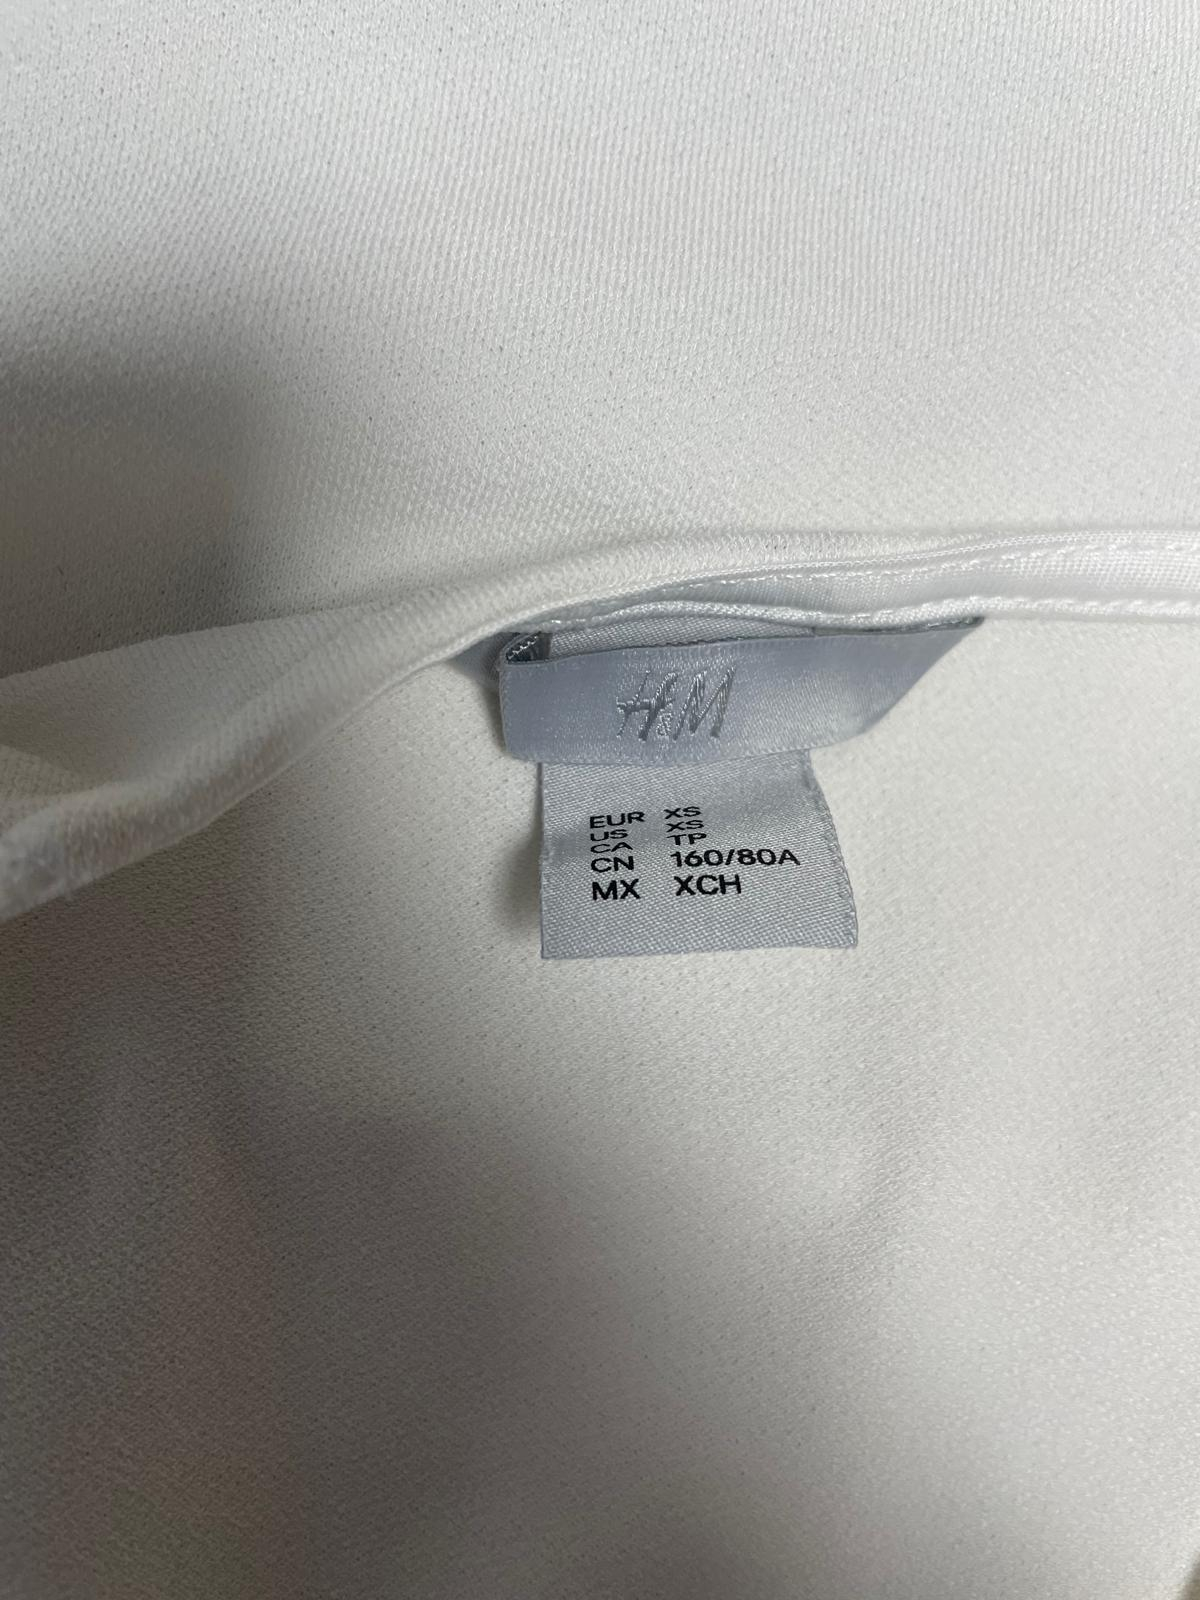 H&M
EUR XS
US XS
CA TP
CN 160/80A
MX XCH